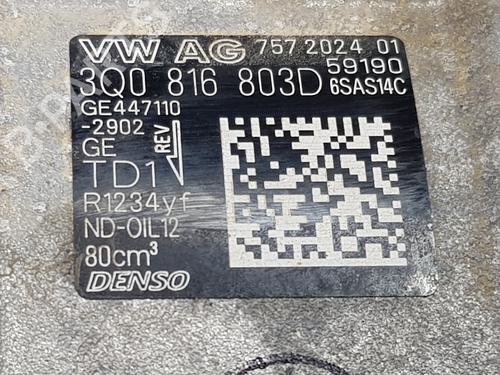 VW AG 757 2024 01
59190
3Q0 816 803D 6SAS14C
GE447110
-2902
GE REV
TD1
R1234yf
ND-OIL12
80cm³
DENSO